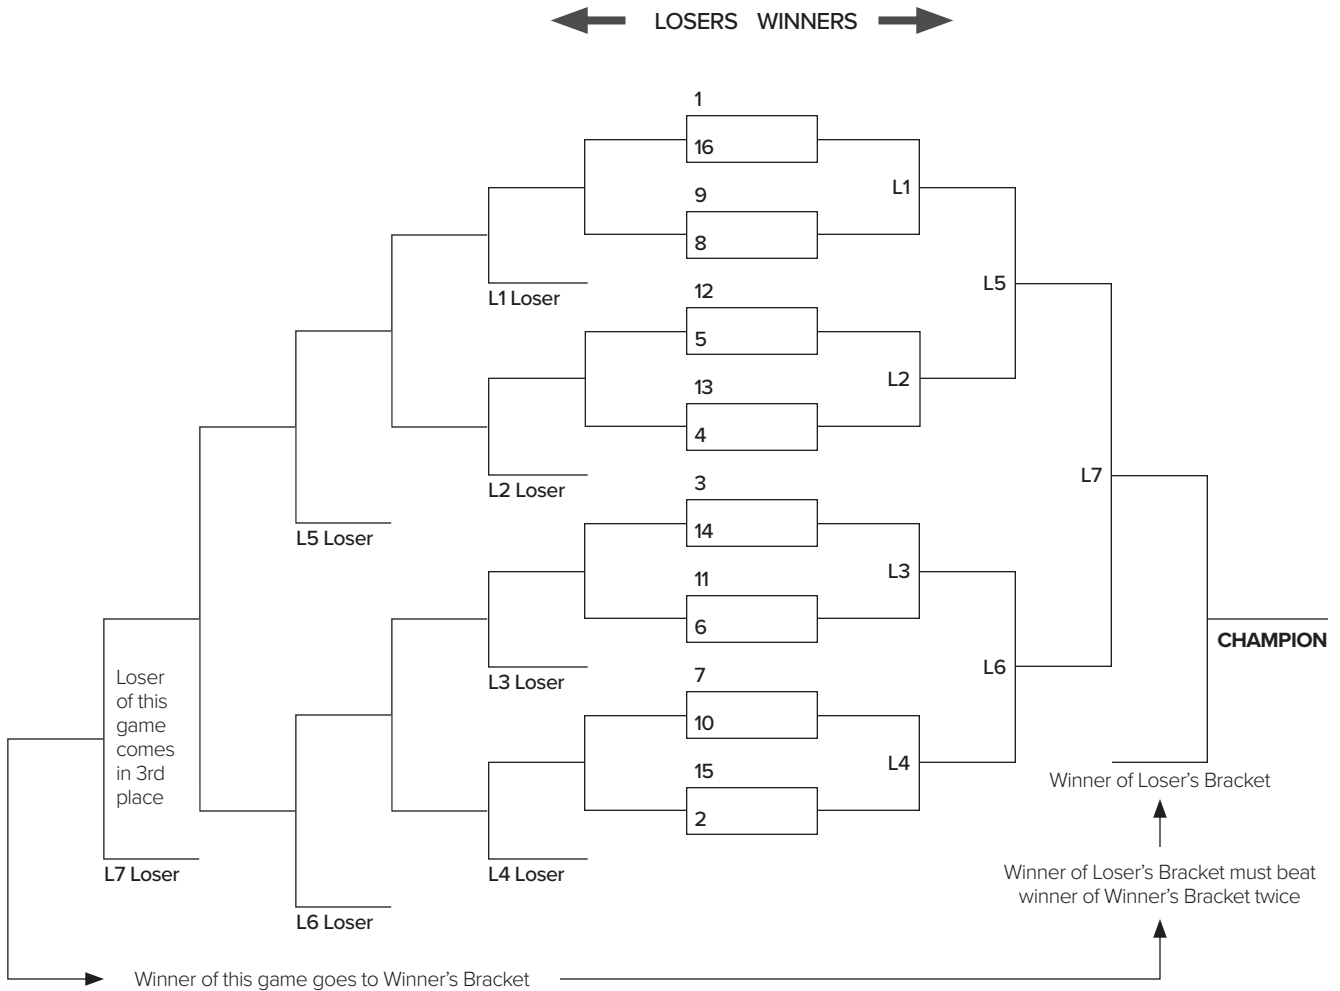 LOSERS WINNERS
1
16
L1
9
8
L5
L1 Loser
12
5
L2
13
4
L7
L2 Loser
3
14
L5 Loser
L3
11
6
CHAMPION
L6
L3 Loser
7
Loser
of this
game
comes
in 3rd
place
10
L4
15
Winner of Loser's Bracket
2
L7 Loser
L4 Loser
Winner of Loser's Bracket must beat
winner of Winner's Bracket twice
L6 Loser
Winner of this game goes to Winner's Bracket